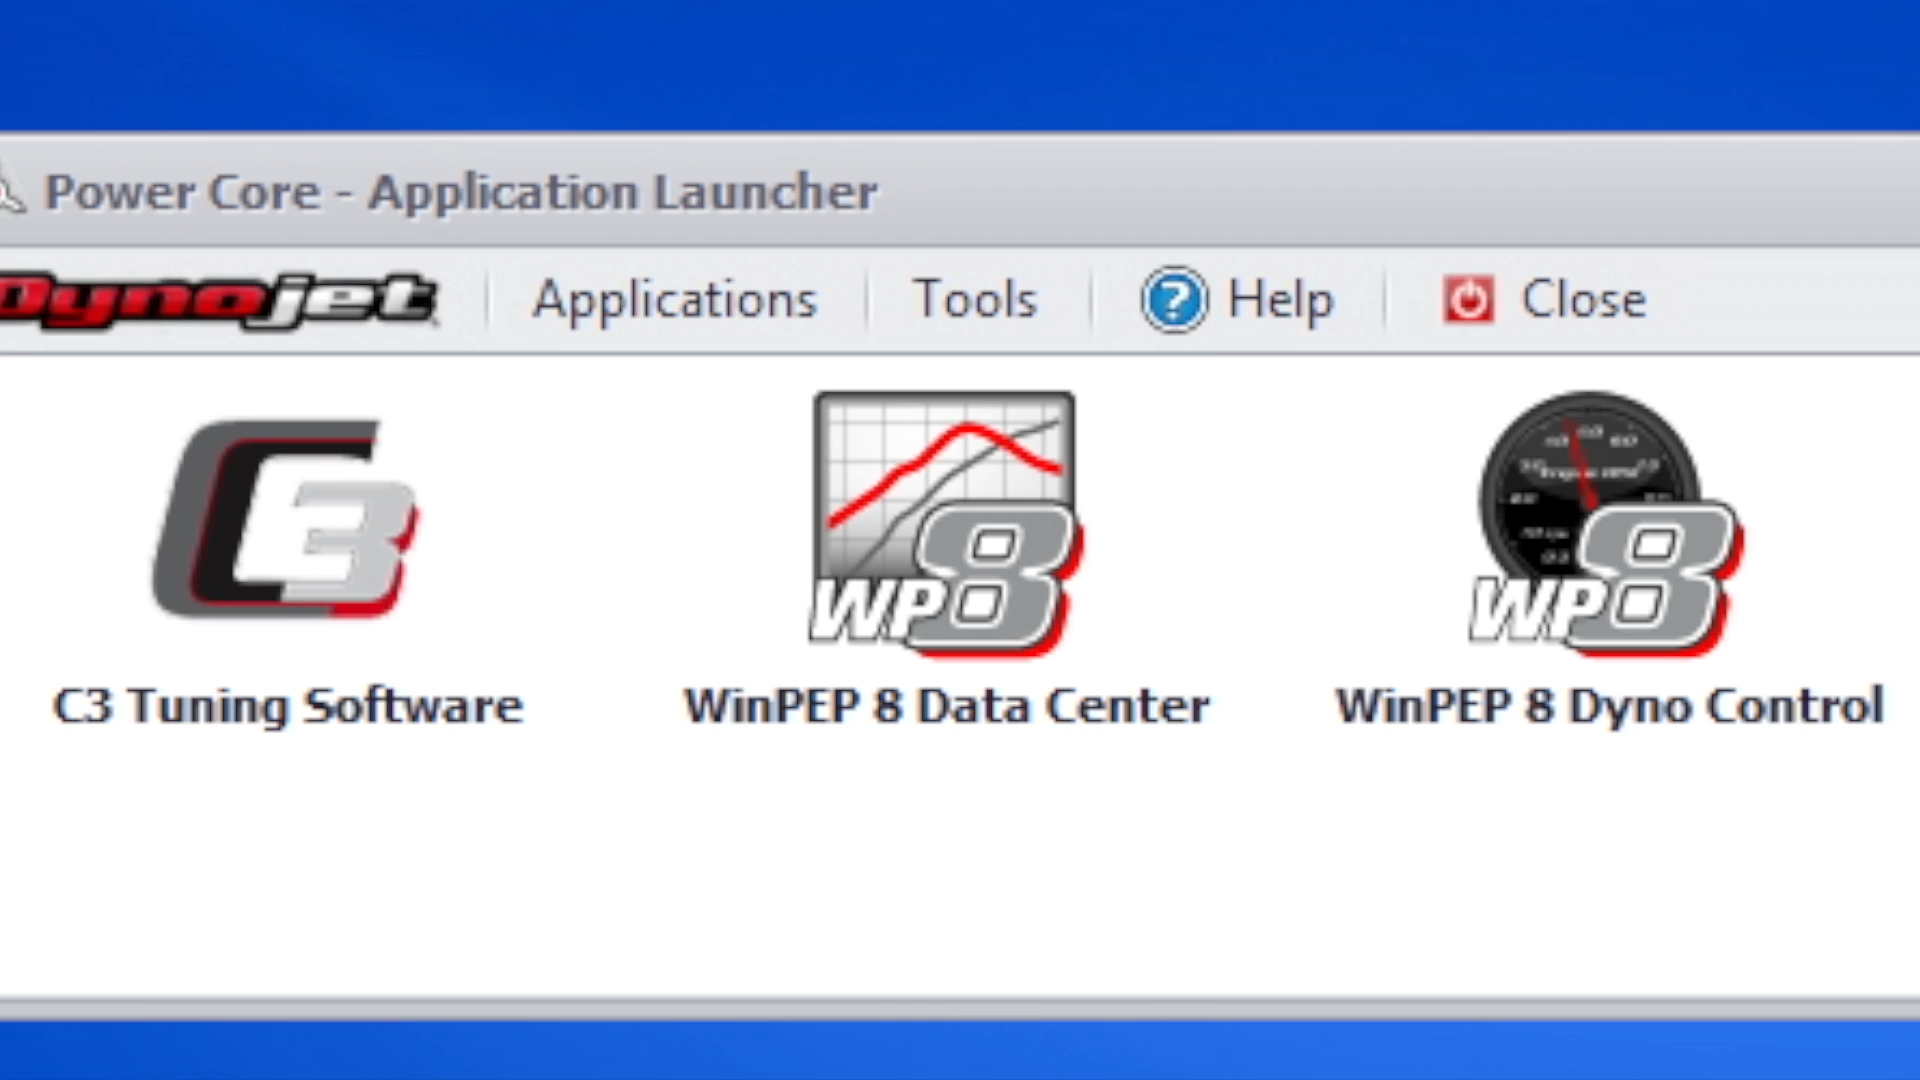 Power Core - Application Launcher
Dynojet Applications Tools Help Close
C3 WP8 WP8
C3 Tuning Software WinPEP 8 Data Center WinPEP 8 Dyno Control